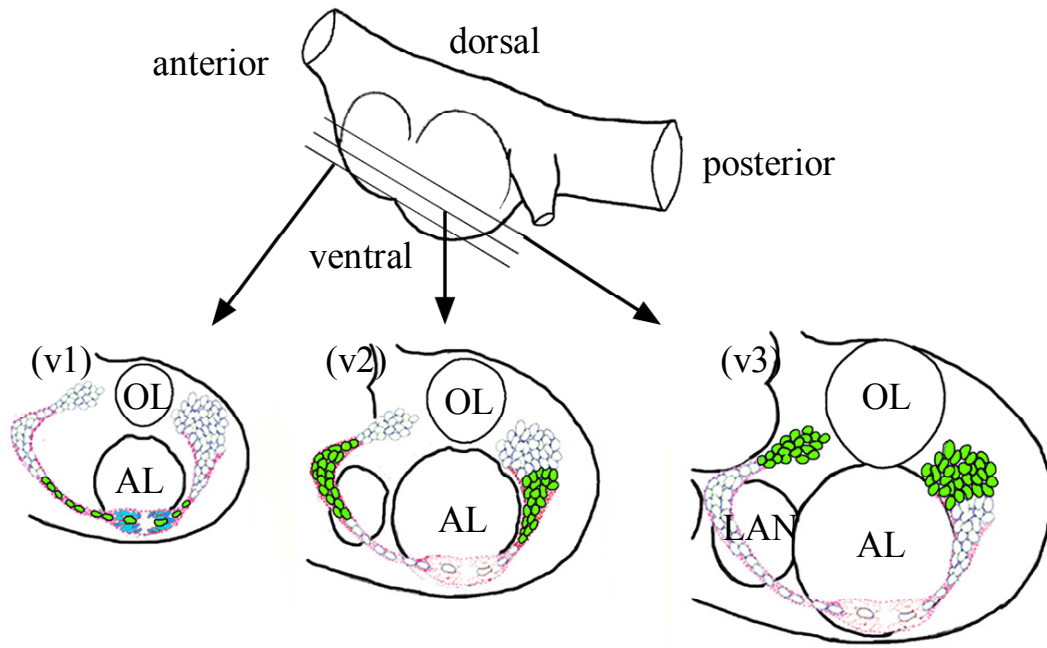 dorsal
anterior
posterior
ventral
(v1)
OL
AL
(v2)
OL
AL
(v3)
OL
LAN
AL